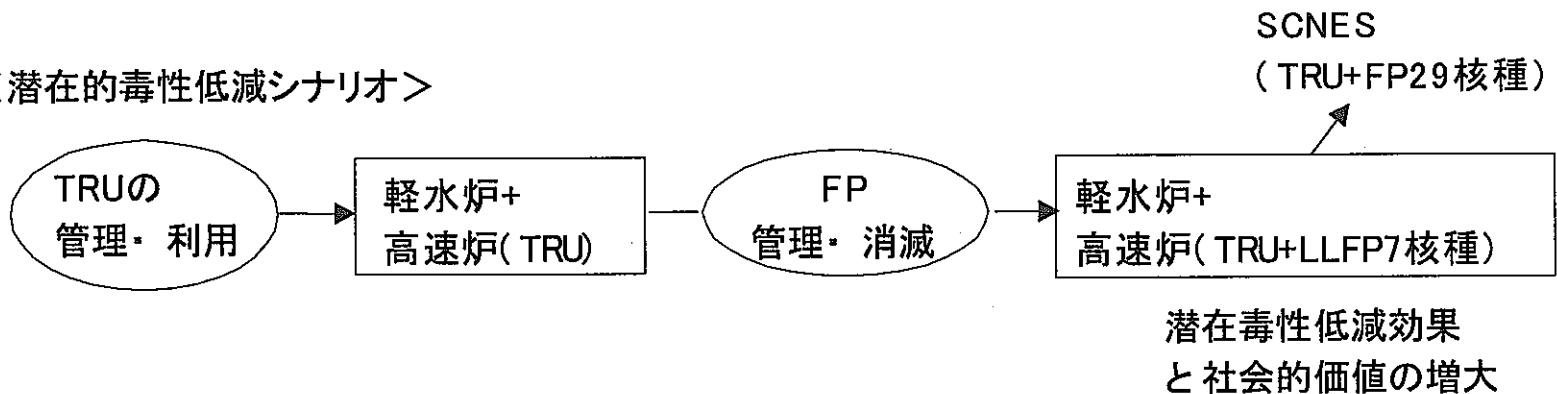 SCNES
(TRU+FP29核種)
潜在的毒性低減シナリオ>
TRUの
管理・利用
軽水炉+
高速炉(TRU)
FP
管理・消滅
軽水炉+
高速炉(TRU+LLFP7核種)
潜在毒性低減効果
と社会的価値の増大